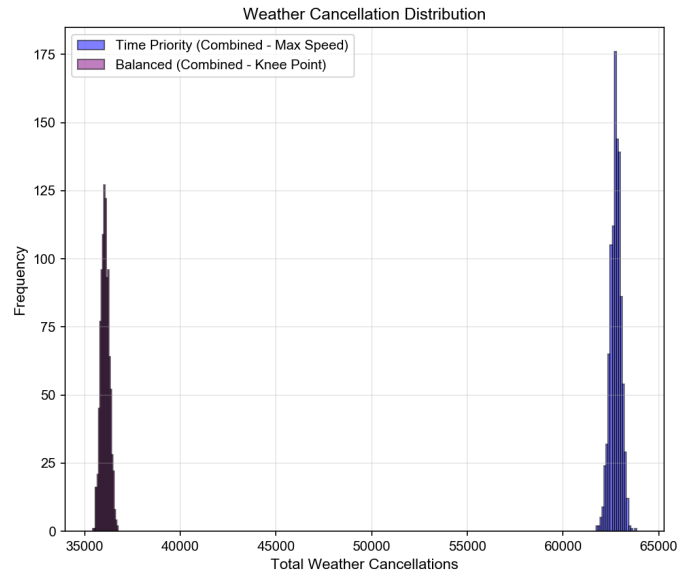 Weather Cancellation Distribution
Time Priority (Combined - Max Speed)
Balanced (Combined - Knee Point)
175
150
125
100
75
50
25
0
Frequency
35000 40000 45000 50000 55000 60000 65000
Total Weather Cancellations